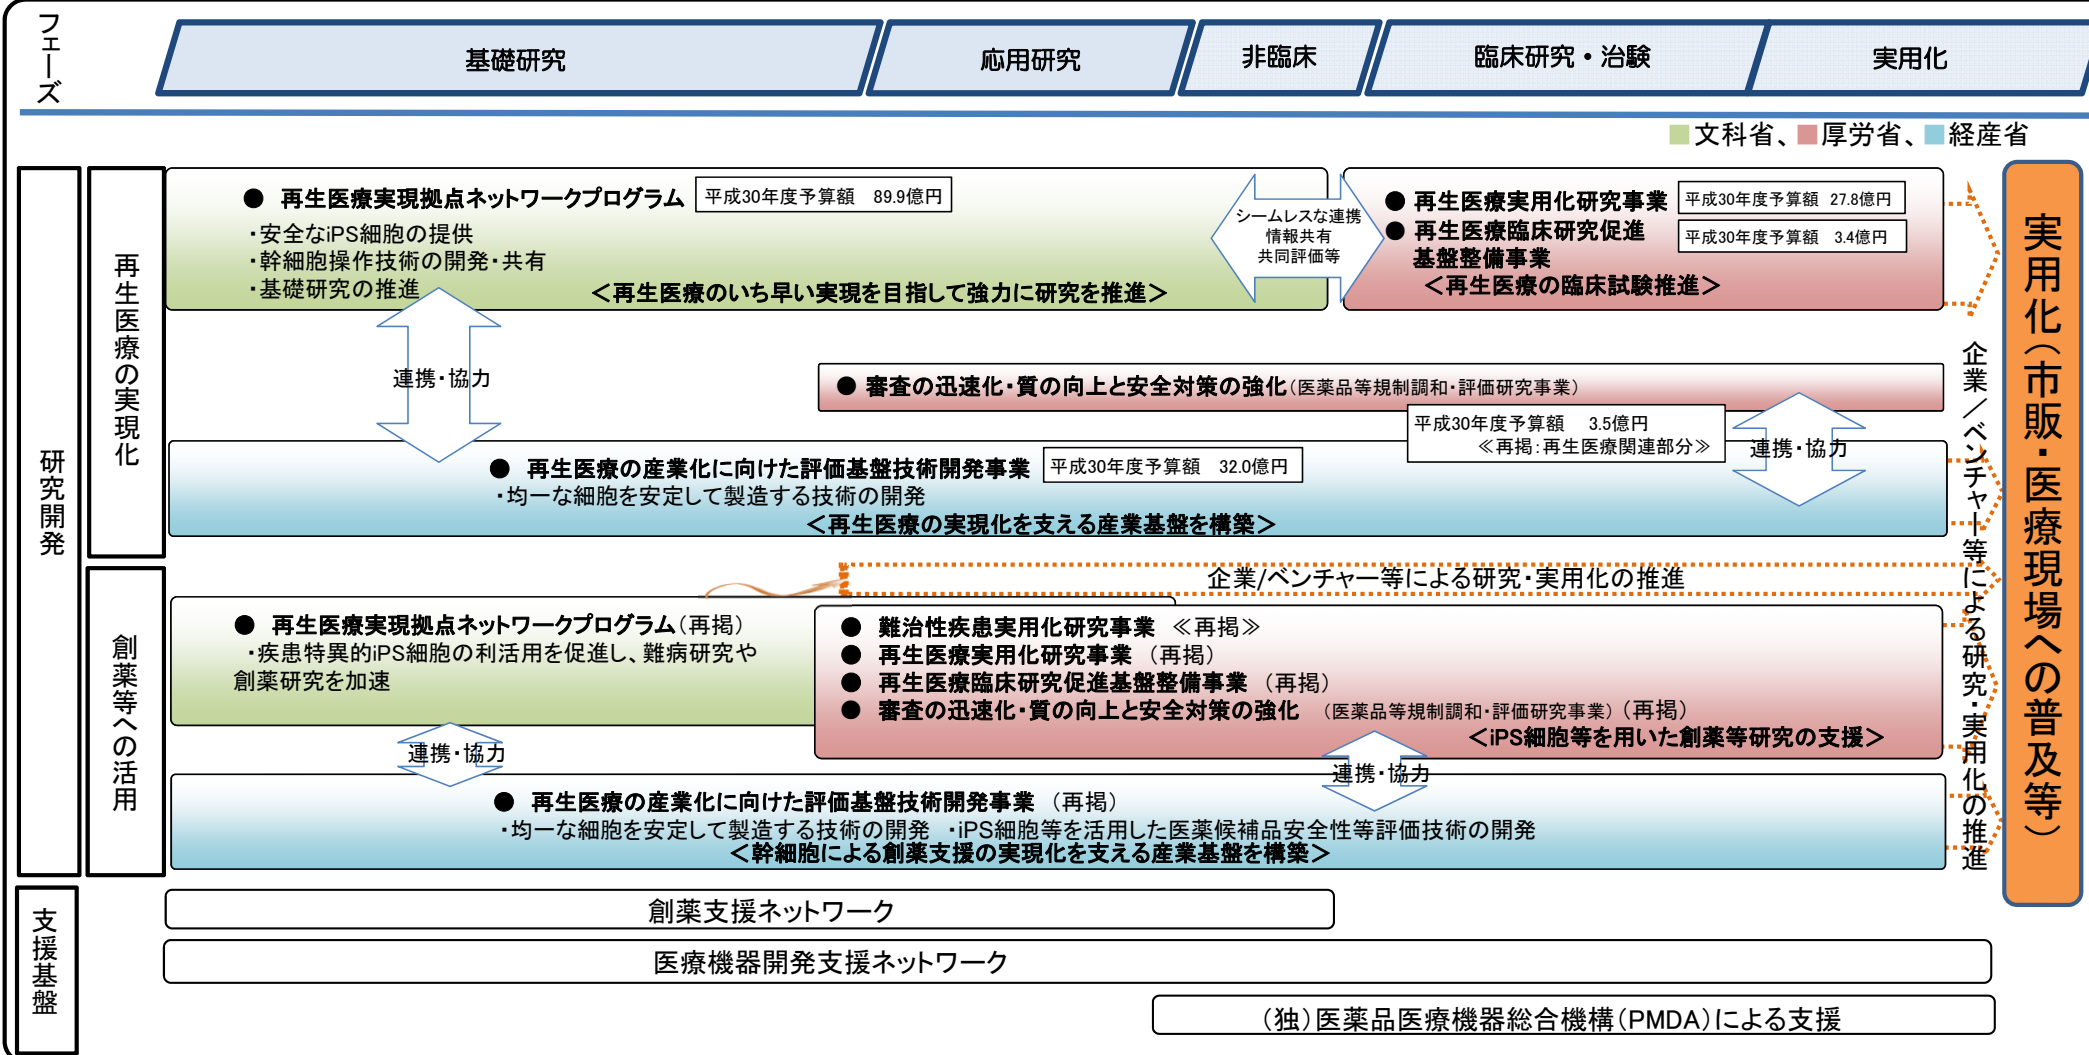 フェーズ
基礎研究
応用研究
非臨床
臨床研究・治験
実用化
文科省、厚労省、経産省
研究開発
再生医療の実現化
● 再生医療実現拠点ネットワークプログラム
平成30年度予算額 89.9億円
・安全なiPS細胞の提供
・幹細胞操作技術の開発・共有
・基礎研究の推進
＜再生医療のいち早い実現を目指して強力に研究を推進＞
シームレスな連携
情報共有
共同評価等
● 再生医療実用化研究事業
平成30年度予算額 27.8億円
● 再生医療臨床研究促進
基盤整備事業
平成30年度予算額 3.4億円
＜再生医療の臨床試験推進＞
連携・協力
● 審査の迅速化・質の向上と安全対策の強化（医薬品等規制調和・評価研究事業）
平成30年度予算額 3.5億円
≪再掲：再生医療関連部分≫
連携・協力
● 再生医療の産業化に向けた評価基盤技術開発事業
平成30年度予算額 32.0億円
・均一な細胞を安定して製造する技術の開発
＜再生医療の実現化を支える産業基盤を構築＞
創薬等への活用
企業/ベンチャー等による研究・実用化の推進
● 再生医療実現拠点ネットワークプログラム（再掲）
・疾患特異的iPS細胞の利活用を促進し、難病研究や
創薬研究を加速
● 難治性疾患実用化研究事業 ≪再掲≫
● 再生医療実用化研究事業 （再掲）
● 再生医療臨床研究促進基盤整備事業 （再掲）
● 審査の迅速化・質の向上と安全対策の強化 （医薬品等規制調和・評価研究事業）（再掲）
＜iPS細胞等を用いた創薬等研究の支援＞
連携・協力
連携・協力
● 再生医療の産業化に向けた評価基盤技術開発事業 （再掲）
・均一な細胞を安定して製造する技術の開発 ・iPS細胞等を活用した医薬候補品安全性等評価技術の開発
＜幹細胞による創薬支援の実現化を支える産業基盤を構築＞
企業／ベンチャー等による研究・実用化の推進
実用化（市販・医療現場への普及等）
支援基盤
創薬支援ネットワーク
医療機器開発支援ネットワーク
（独）医薬品医療機器総合機構（PMDA）による支援